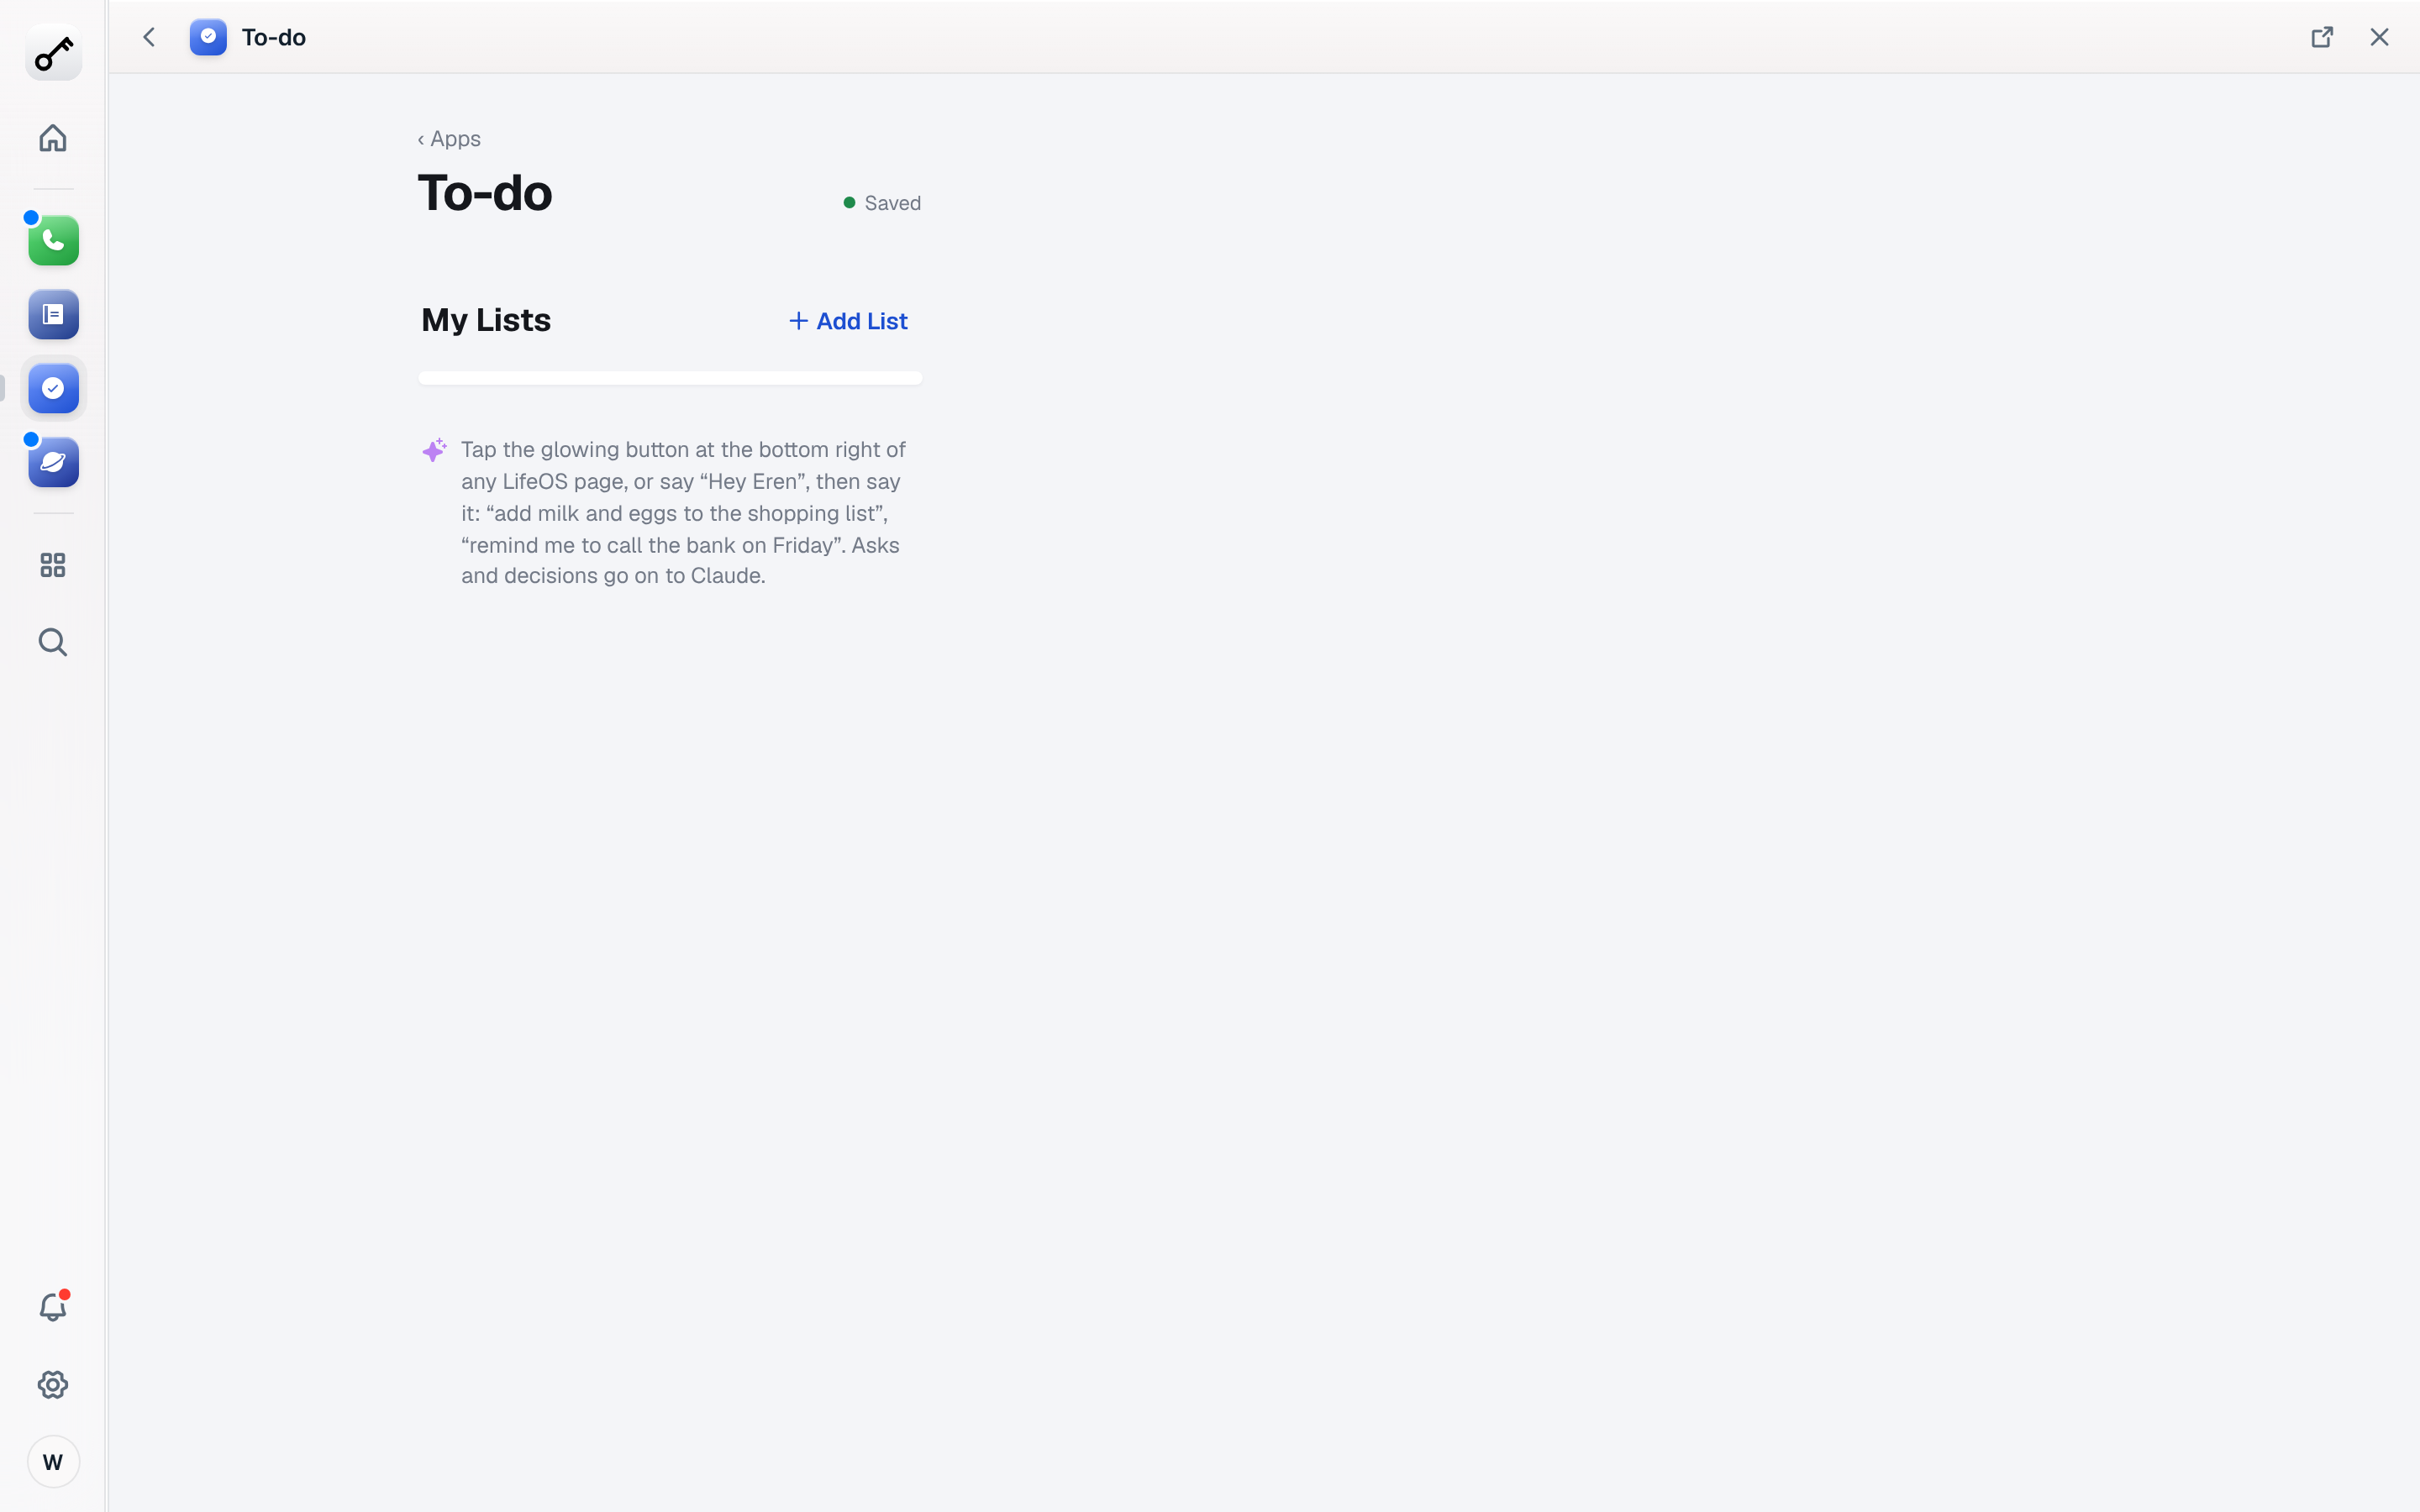 To-do
‹ Apps
To-do
Saved
My Lists
+ Add List
Tap the glowing button at the bottom right of
any LifeOS page, or say “Hey Eren”, then say
it: “add milk and eggs to the shopping list”,
“remind me to call the bank on Friday”. Asks
and decisions go on to Claude.
W